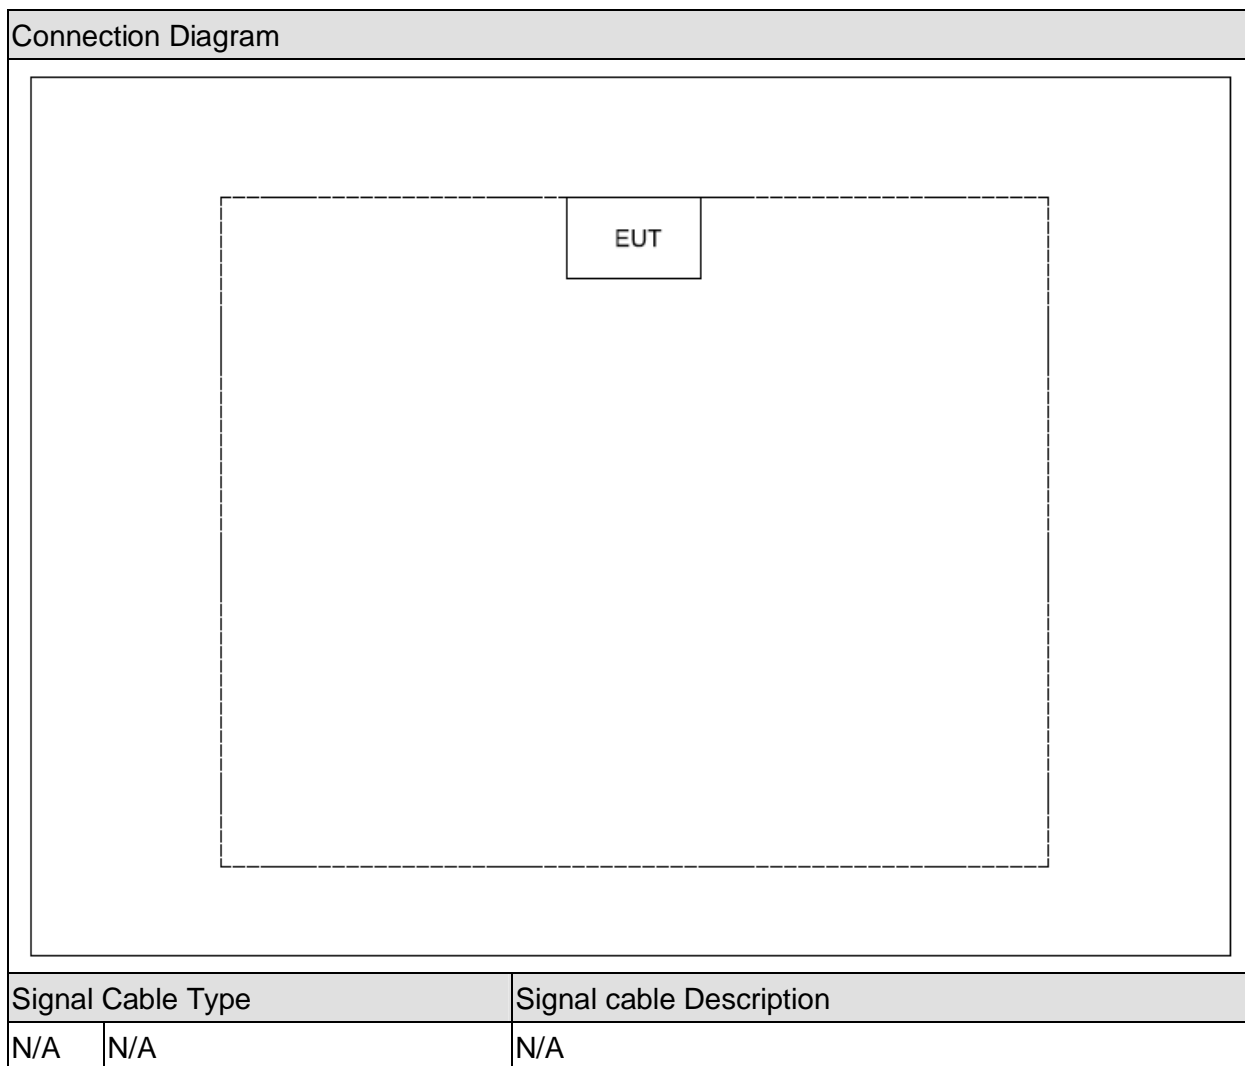 Connection Diagram
EUT
Signal Cable Type Signal cable Description
N/A N/A N/A